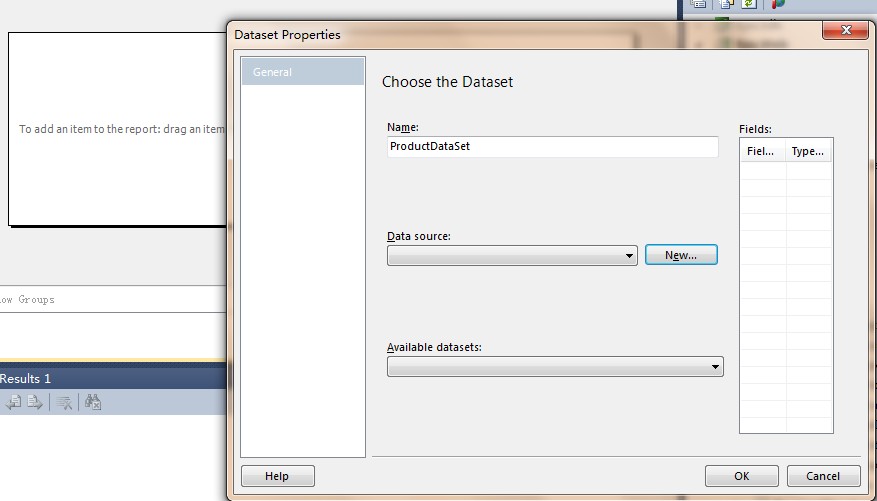 Dataset Properties
General
Choose the Dataset
Name:
ProductDataSet
Fields:
Fiel... Type...
Data source:
New...
Available datasets:
Help
OK
Cancel
To add an item to the report: drag an item
ow Groups
Results 1